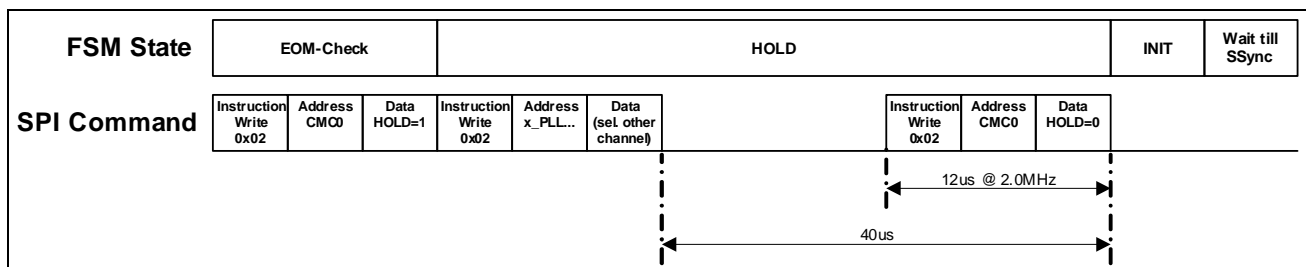 FSM State
EOM-Check
HOLD
INIT
Wait till
SSync
SPI Command
Instruction
Write
0x02
Address
CMC0
Data
HOLD=1
Instruction
Write
0x02
Address
x_PLL...
Data
(sel. other
channel)
Instruction
Write
0x02
Address
CMC0
Data
HOLD=0
12us @ 2.0MHz
40us